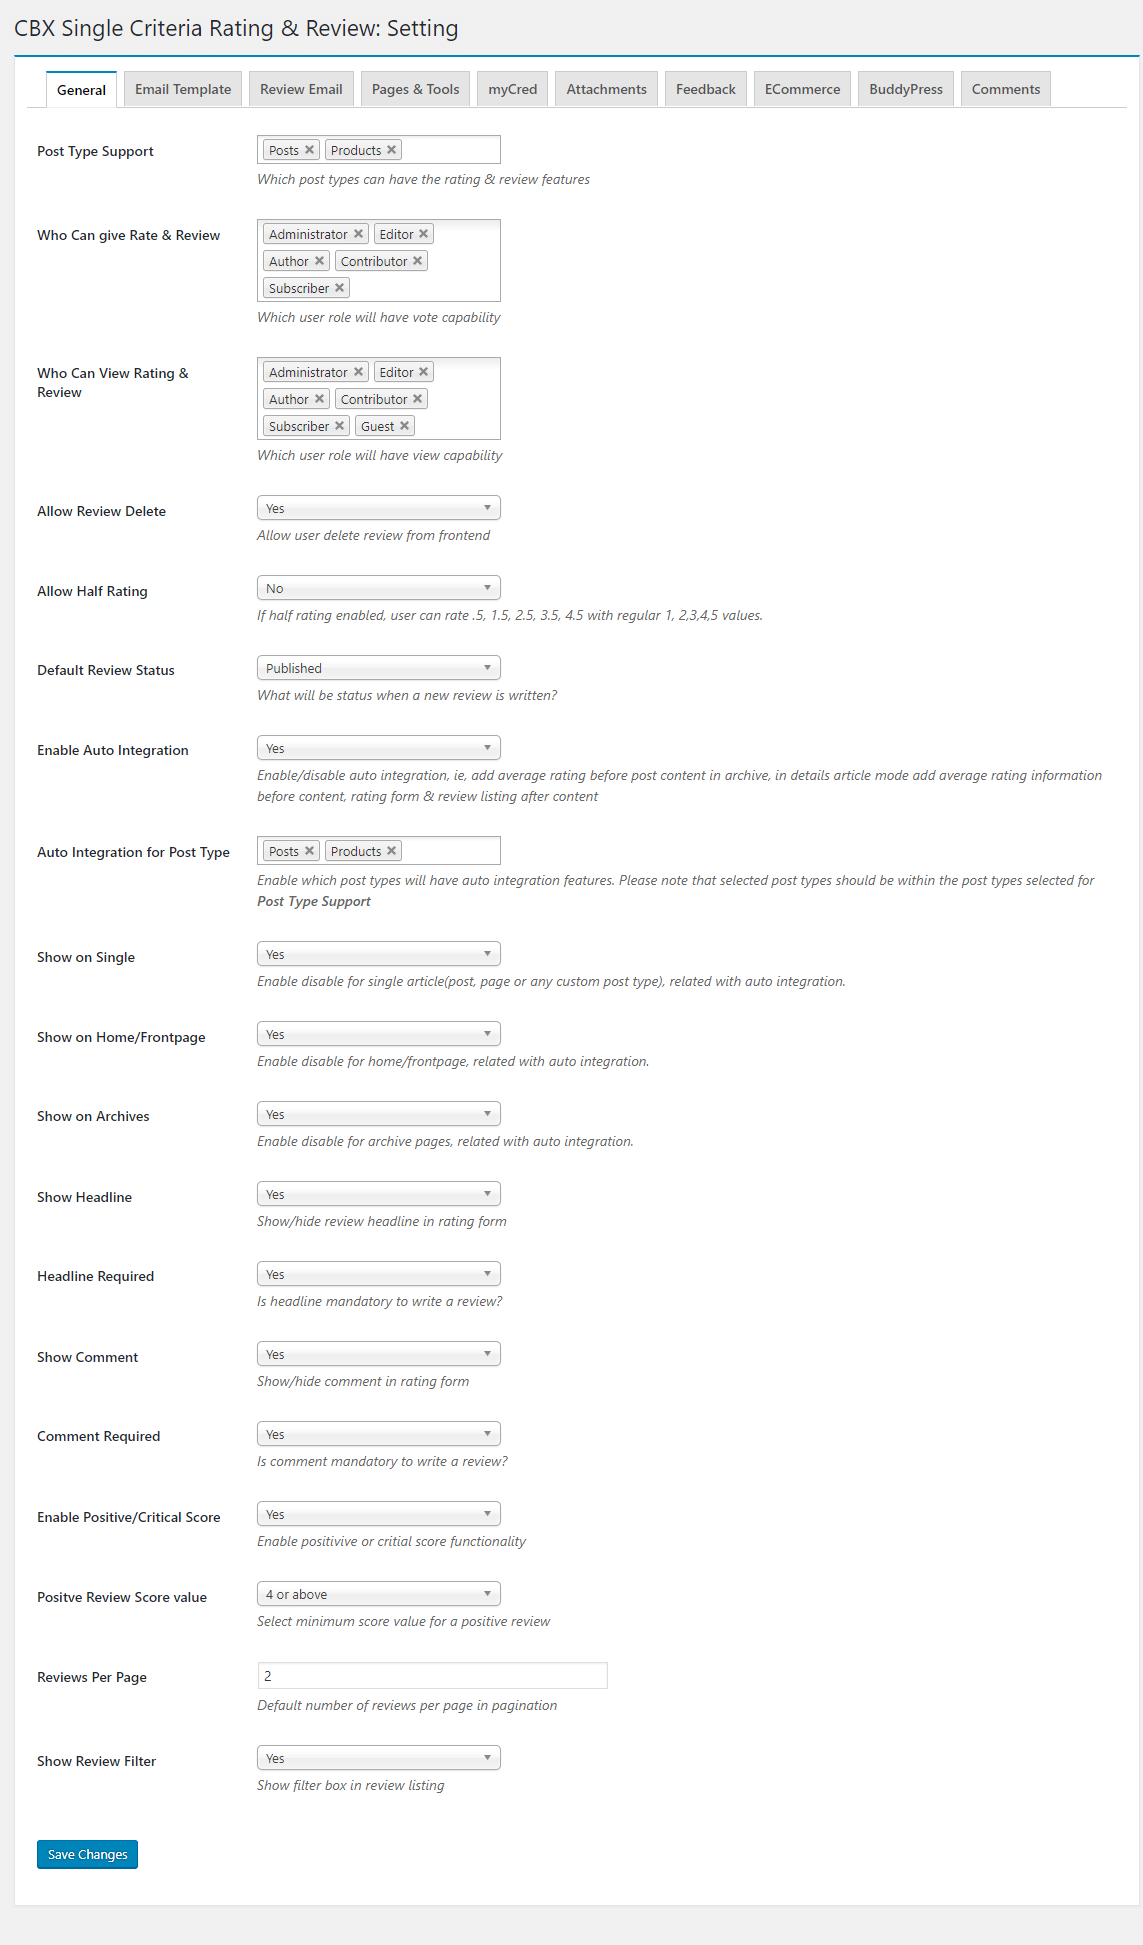 CBX Single Criteria Rating & Review: Setting
General Email Template Review Email Pages & Tools myCred Attachments Feedback ECommerce BuddyPress Comments
Post Type Support
Posts × Products ×
Which post types can have the rating & review features
Who Can give Rate & Review
Administrator × Editor ×
Author × Contributor ×
Subscriber ×
Which user role will have vote capability
Who Can View Rating &
Review
Administrator × Editor ×
Author × Contributor ×
Subscriber × Guest ×
Which user role will have view capability
Allow Review Delete
Yes
Allow user delete review from frontend
Allow Half Rating
No
If half rating enabled, user can rate .5, 1.5, 2.5, 3.5, 4.5 with regular 1, 2,3,4,5 values.
Default Review Status
Published
What will be status when a new review is written?
Enable Auto Integration
Yes
Enable/disable auto integration, ie, add average rating before post content in archive, in details article mode add average rating information
before content, rating form & review listing after content
Auto Integration for Post Type
Posts × Products ×
Enable which post types will have auto integration features. Please note that selected post types should be within the post types selected for
Post Type Support
Show on Single
Yes
Enable disable for single article(post, page or any custom post type), related with auto integration.
Show on Home/Frontpage
Yes
Enable disable for home/frontpage, related with auto integration.
Show on Archives
Yes
Enable disable for archive pages, related with auto integration.
Show Headline
Yes
Show/hide review headline in rating form
Headline Required
Yes
Is headline mandatory to write a review?
Show Comment
Yes
Show/hide comment in rating form
Comment Required
Yes
Is comment mandatory to write a review?
Enable Positive/Critical Score
Yes
Enable positivive or critial score functionality
Positve Review Score value
4 or above
Select minimum score value for a positive review
Reviews Per Page
2
Default number of reviews per page in pagination
Show Review Filter
Yes
Show filter box in review listing
Save Changes